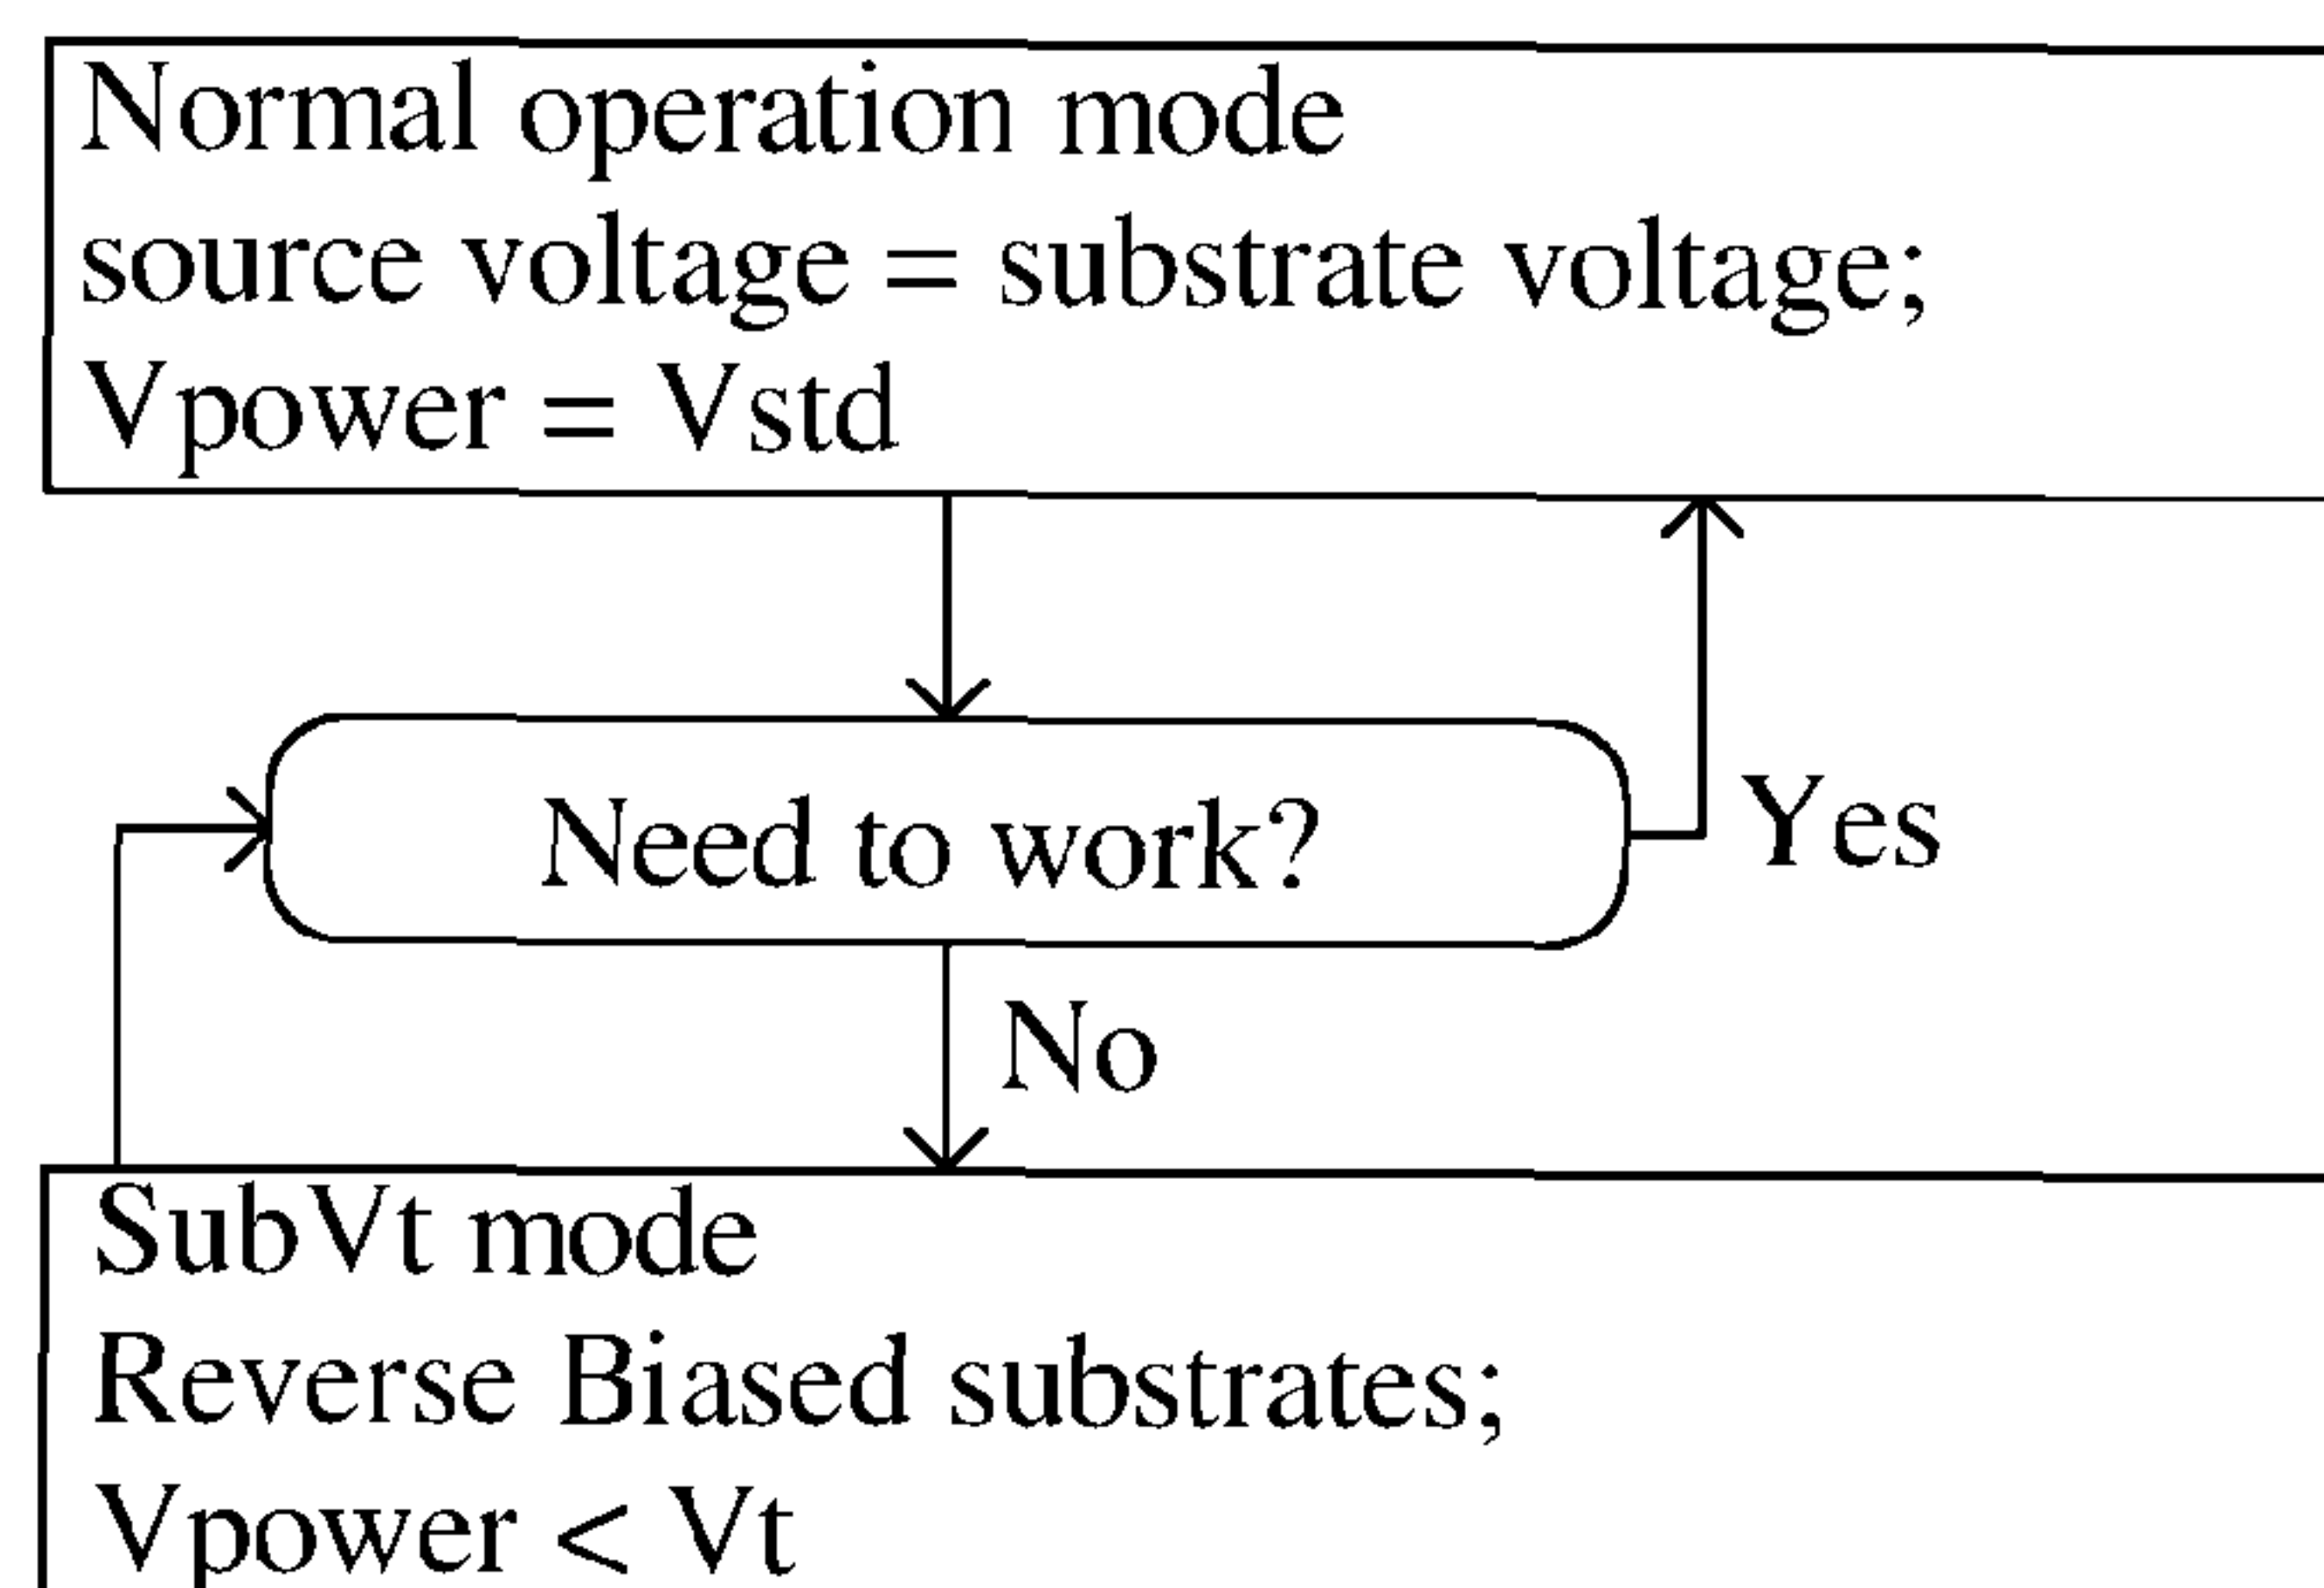 Normal operation mode
source voltage = substrate voltage;
Vpower = Vstd
Need to work?
Yes
No
SubVt mode
Reverse Biased substrates;
Vpower < Vt